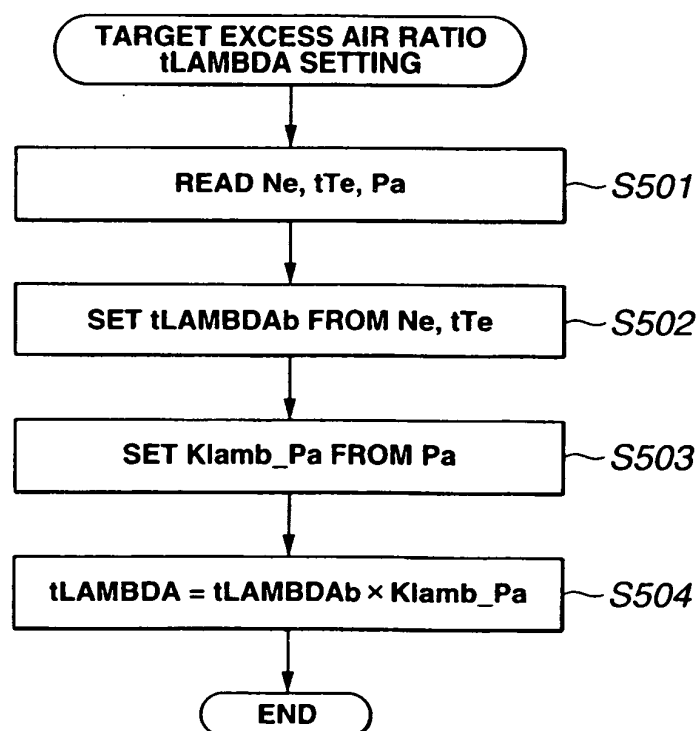 TARGET EXCESS AIR RATIO
tLAMBDA SETTING
READ Ne, tTe, Pa
S501
SET tLAMBDAb FROM Ne, tTe
S502
SET Klamb_Pa FROM Pa
S503
tLAMBDA = tLAMBDAb × Klamb_Pa
S504
END